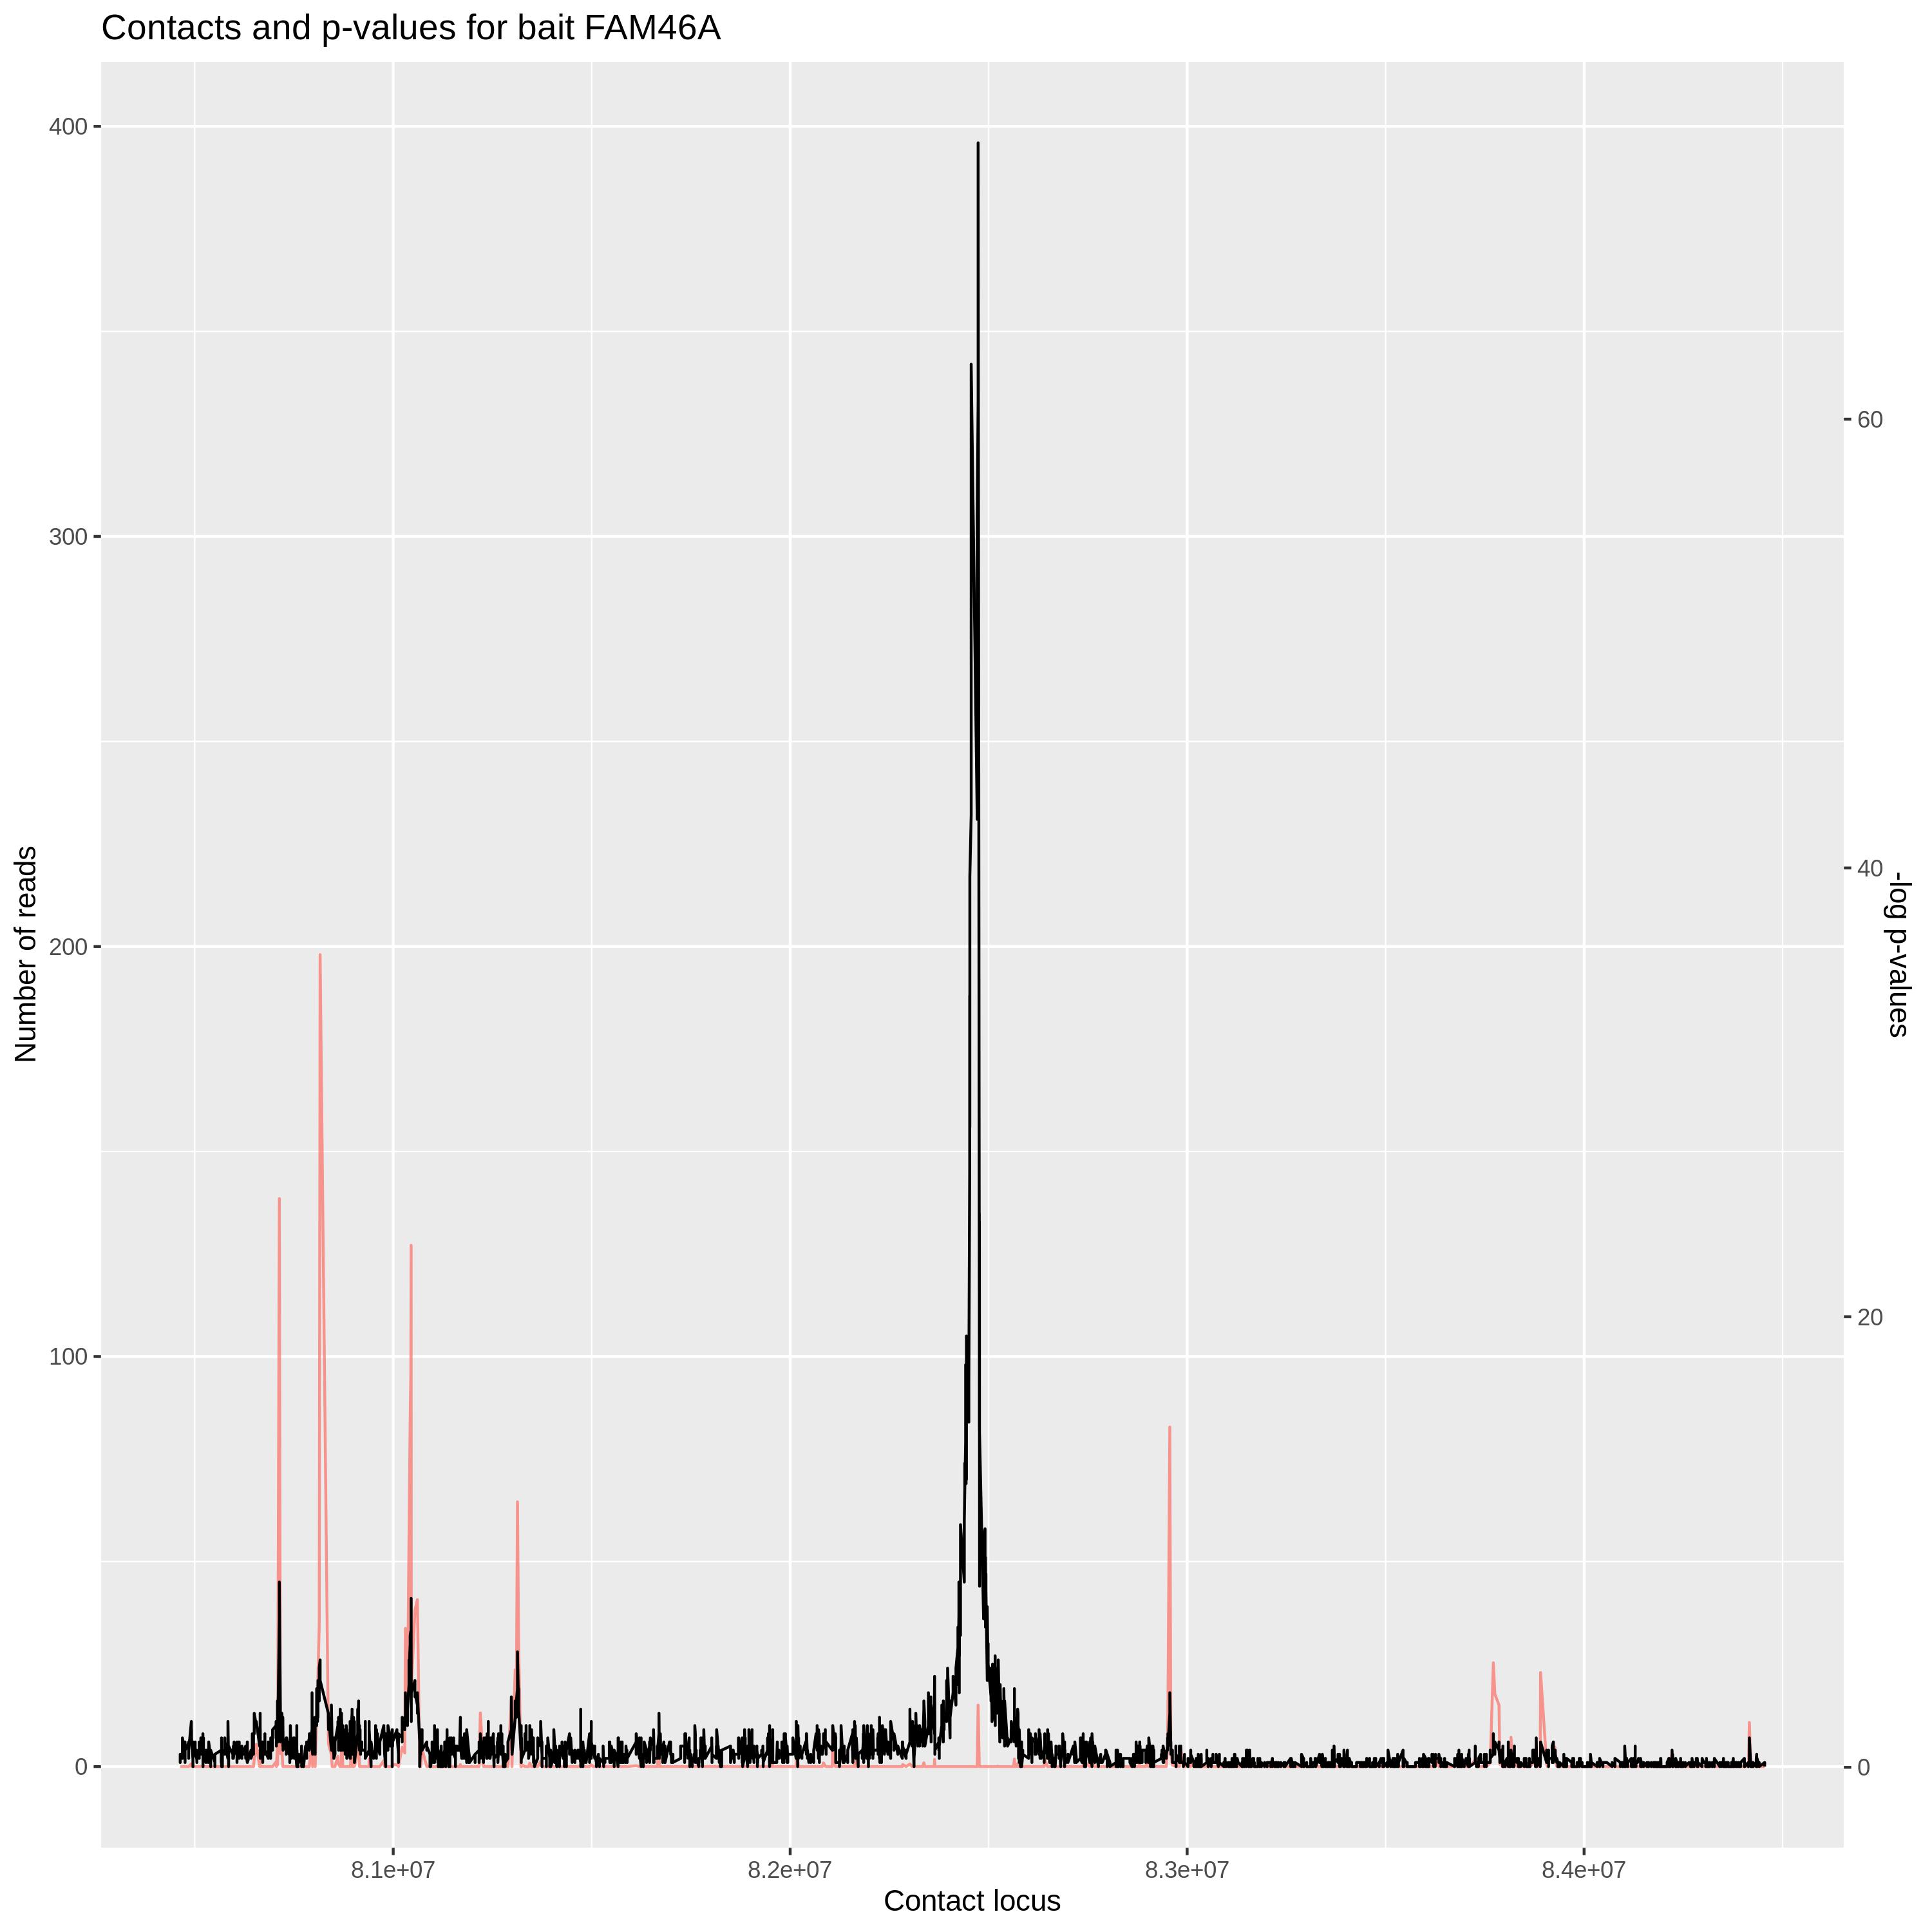 Contacts and p-values for bait FAM46A
400
300
200
100
0
60
40
20
0
Number of reads
-log p-values
8.1e+07
8.2e+07
8.3e+07
8.4e+07
Contact locus